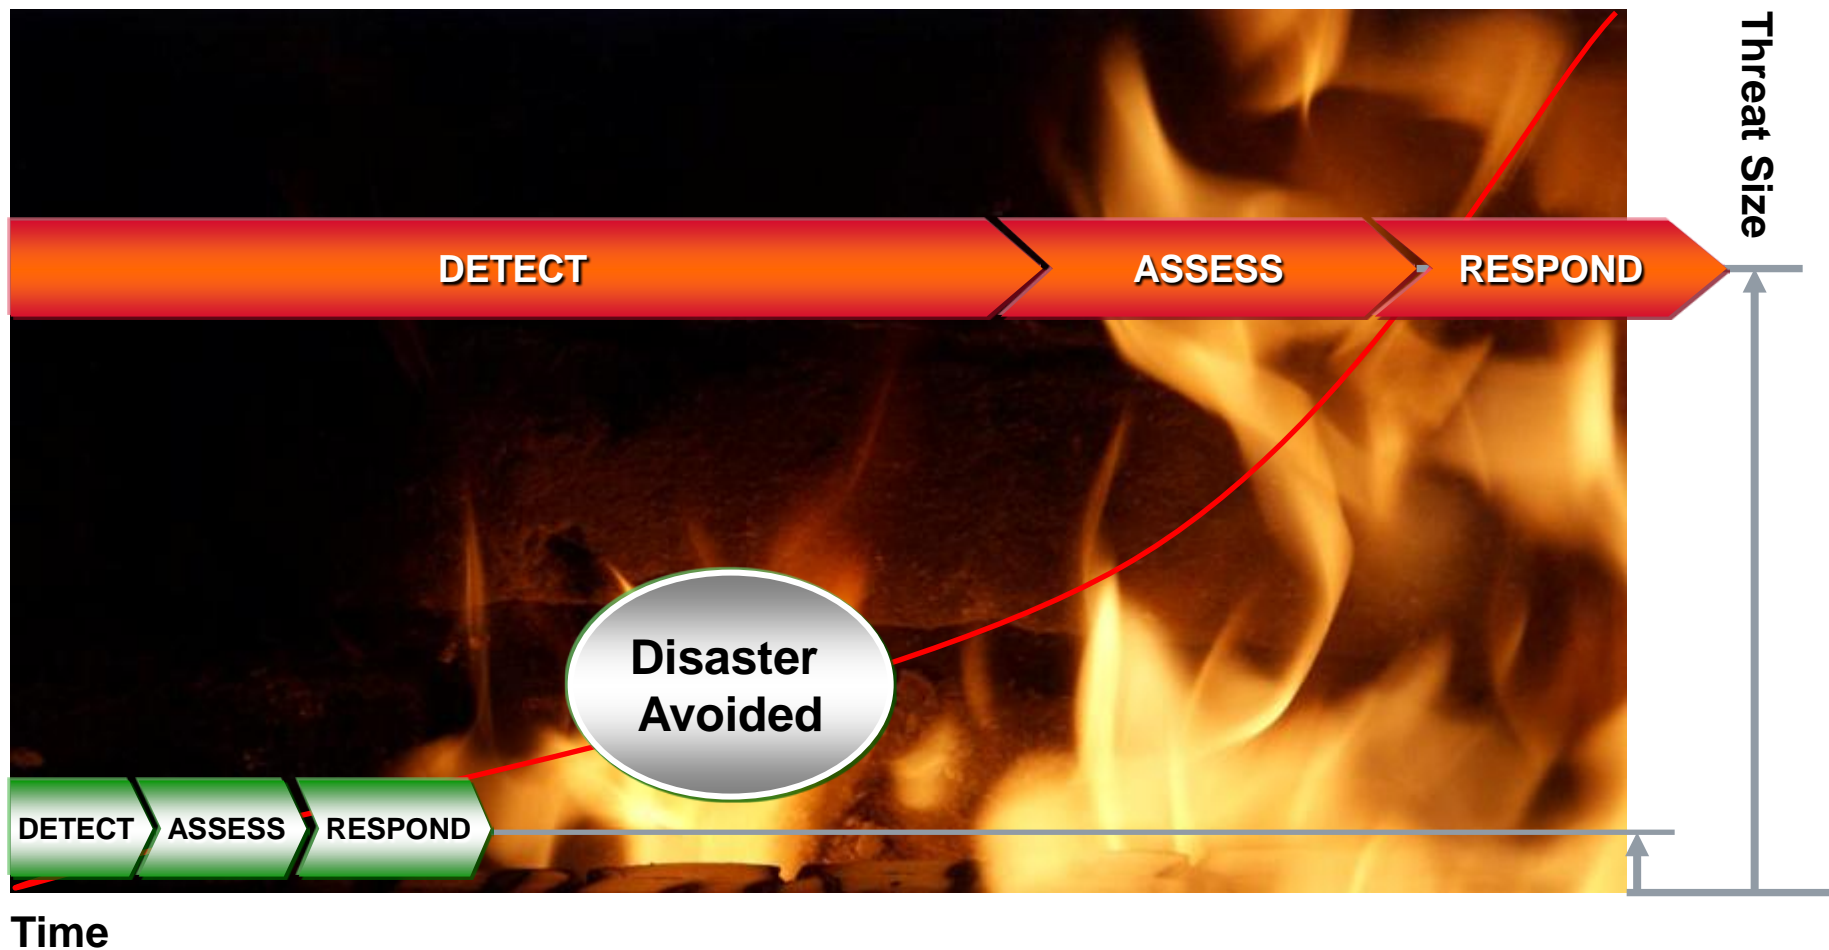 Threat Size
DETECT ASSESS RESPOND
Disaster
Avoided
DETECT ASSESS RESPOND
Time